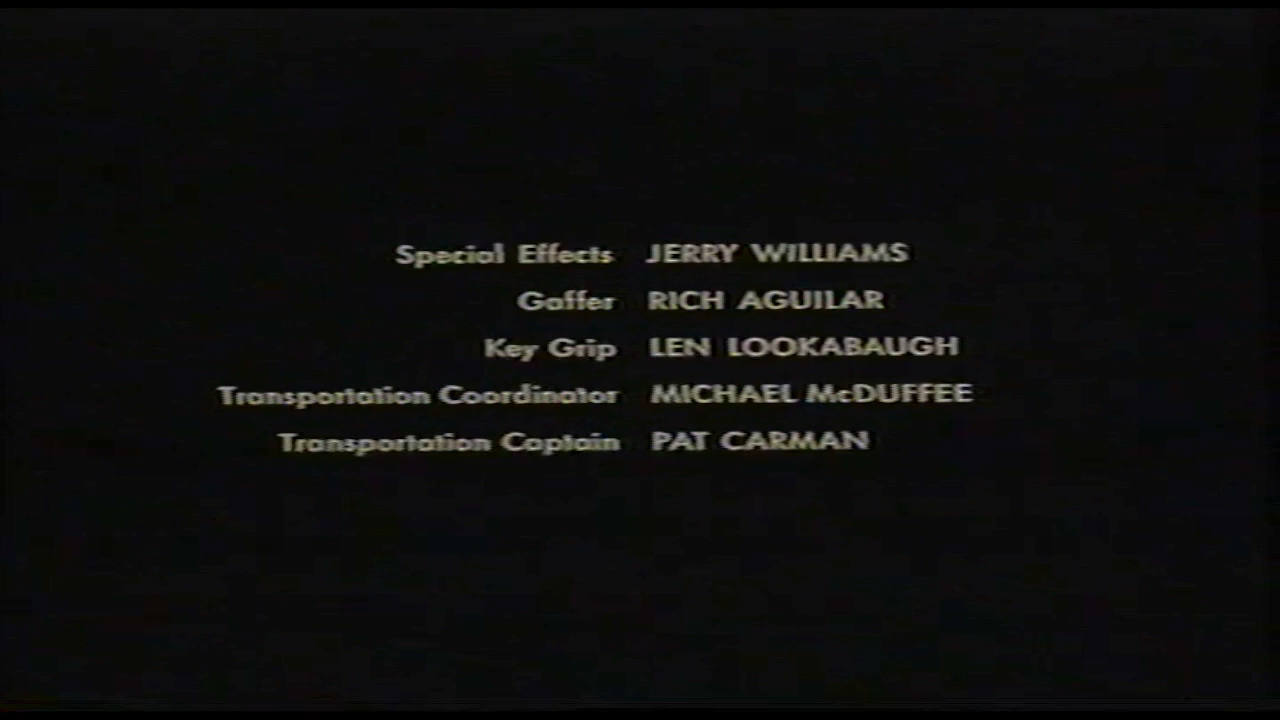 Special Effects JERRY WILLIAMS
Gaffer RICH AGUILAR
Key Grip LEN LOOKABAUGH
Transportation Coordinator MICHAEL McDUFFEE
Transportation Captain PAT CARMAN